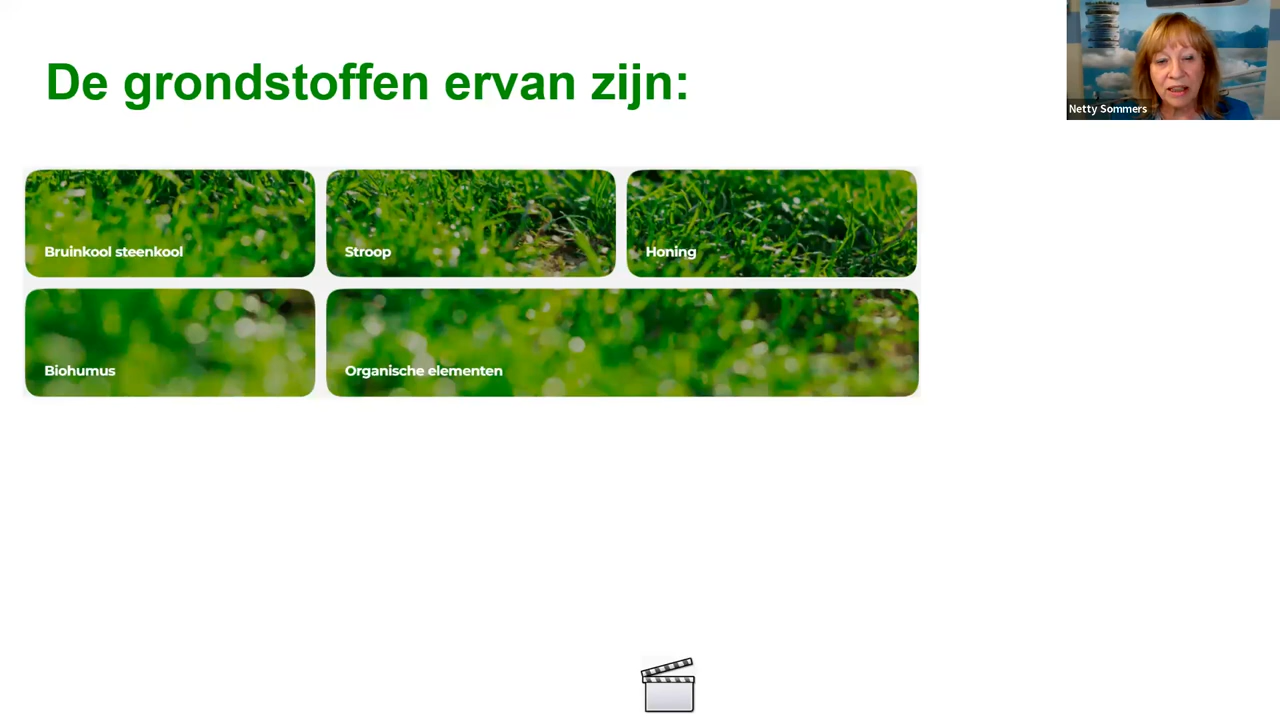 De grondstoffen ervan zijn:
Netty Sommers
Bruinkool steenkool
Stroop
Honing
Biohumus
Organische elementen